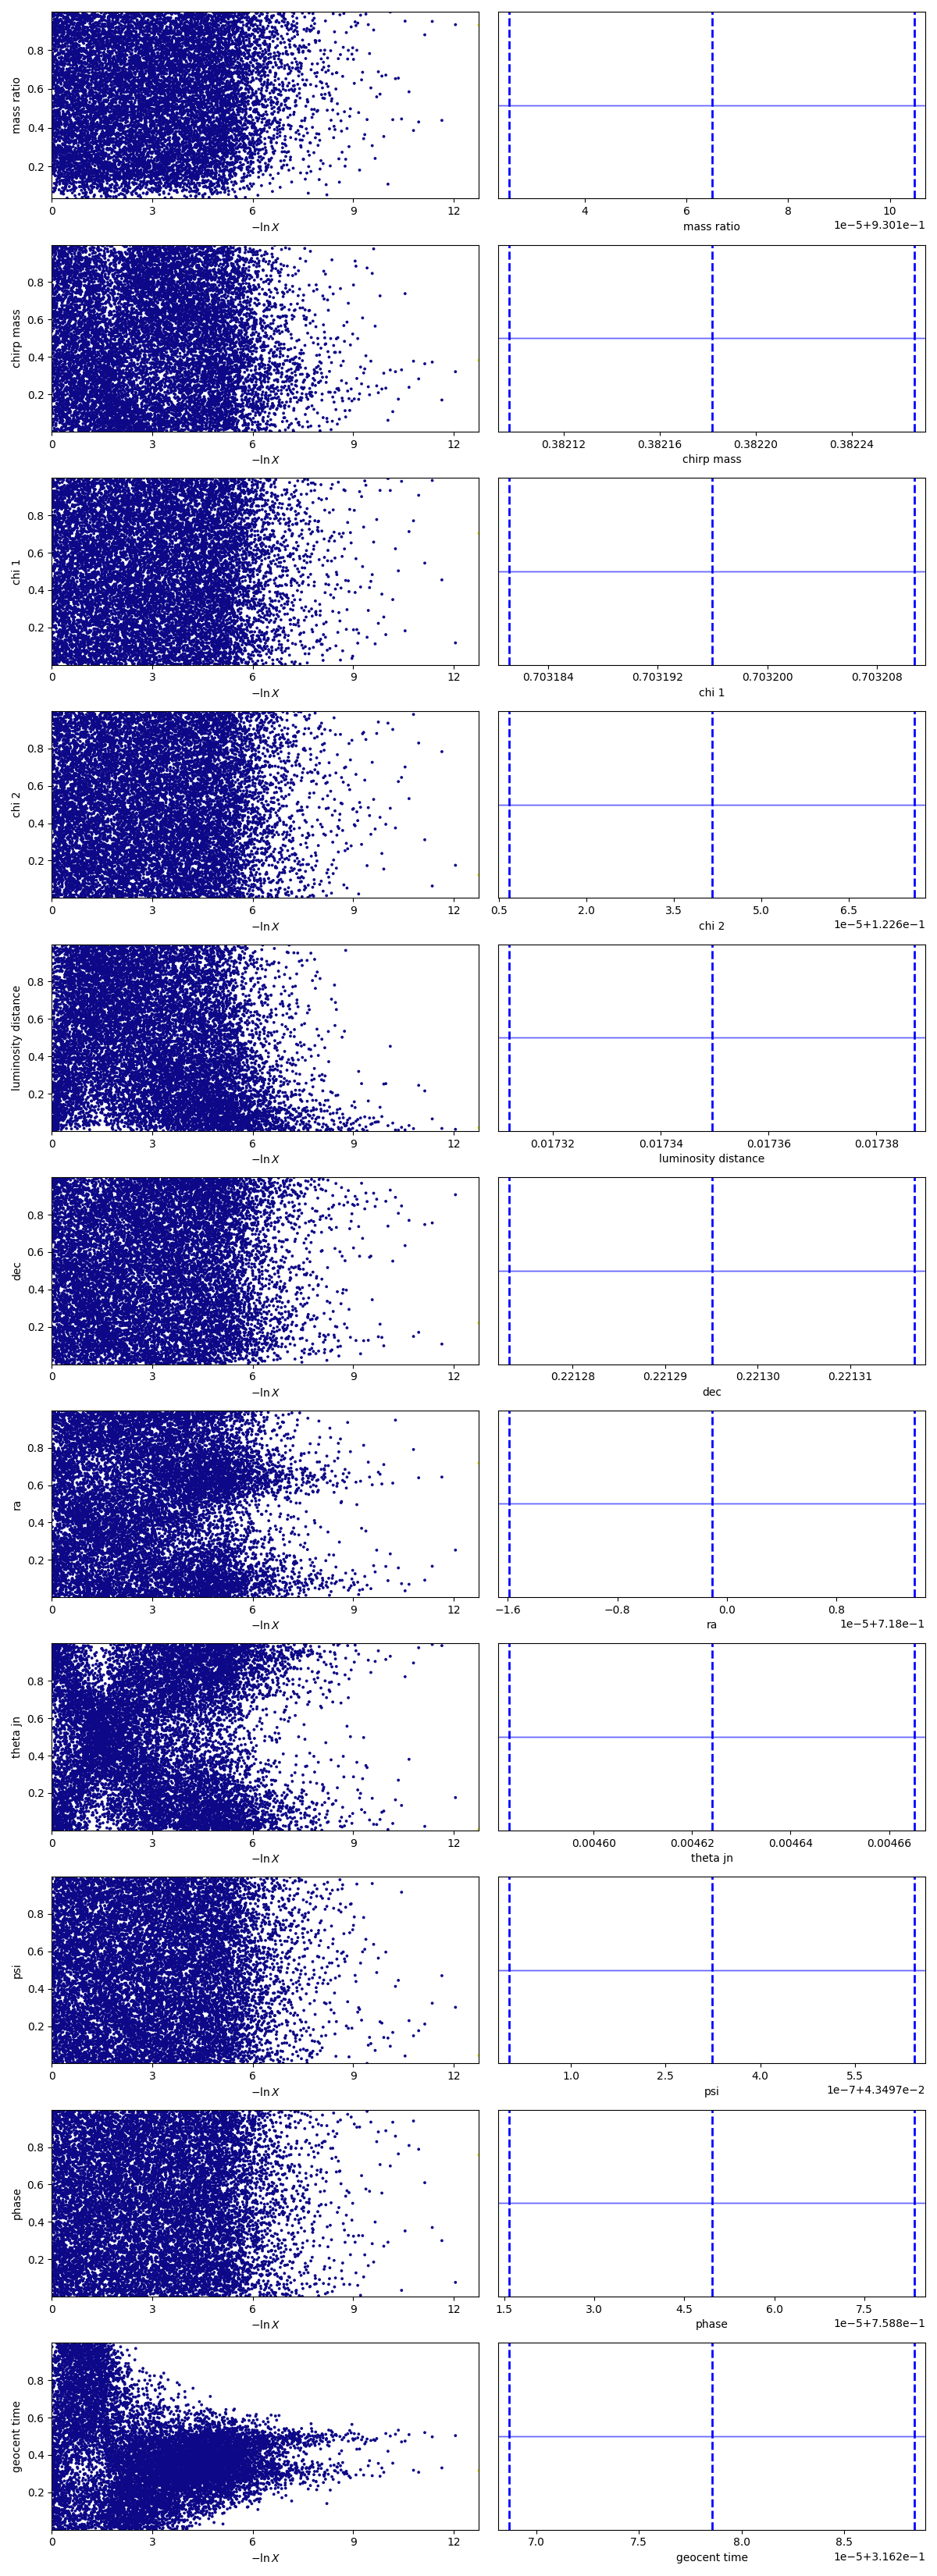 mass ratio
0.8
0.6
0.4
0.2
0 3 6 9 12
−ln X
4 6 8 10
mass ratio
1e−5+9.301e−1
chirp mass
0.8
0.6
0.4
0.2
0 3 6 9 12
−ln X
0.38212 0.38216 0.38220 0.38224
chirp mass
chi 1
0.8
0.6
0.4
0.2
0 3 6 9 12
−ln X
0.703184 0.703192 0.703200 0.703208
chi 1
chi 2
0.8
0.6
0.4
0.2
0 3 6 9 12
−ln X
0.5 2.0 3.5 5.0 6.5
chi 2
1e−5+1.226e−1
luminosity distance
0.8
0.6
0.4
0.2
0 3 6 9 12
−ln X
0.01732 0.01734 0.01736 0.01738
luminosity distance
dec
0.8
0.6
0.4
0.2
0 3 6 9 12
−ln X
0.22128 0.22129 0.22130 0.22131
dec
ra
0.8
0.6
0.4
0.2
0 3 6 9 12
−ln X
−1.6 −0.8 0.0 0.8
ra
1e−5+7.18e−1
theta jn
0.8
0.6
0.4
0.2
0 3 6 9 12
−ln X
0.00460 0.00462 0.00464 0.00466
theta jn
psi
0.8
0.6
0.4
0.2
0 3 6 9 12
−ln X
1.0 2.5 4.0 5.5
psi
1e−7+4.3497e−2
phase
0.8
0.6
0.4
0.2
0 3 6 9 12
−ln X
1.5 3.0 4.5 6.0 7.5
phase
1e−5+7.588e−1
geocent time
0.8
0.6
0.4
0.2
0 3 6 9 12
−ln X
7.0 7.5 8.0 8.5
geocent time
1e−5+3.162e−1